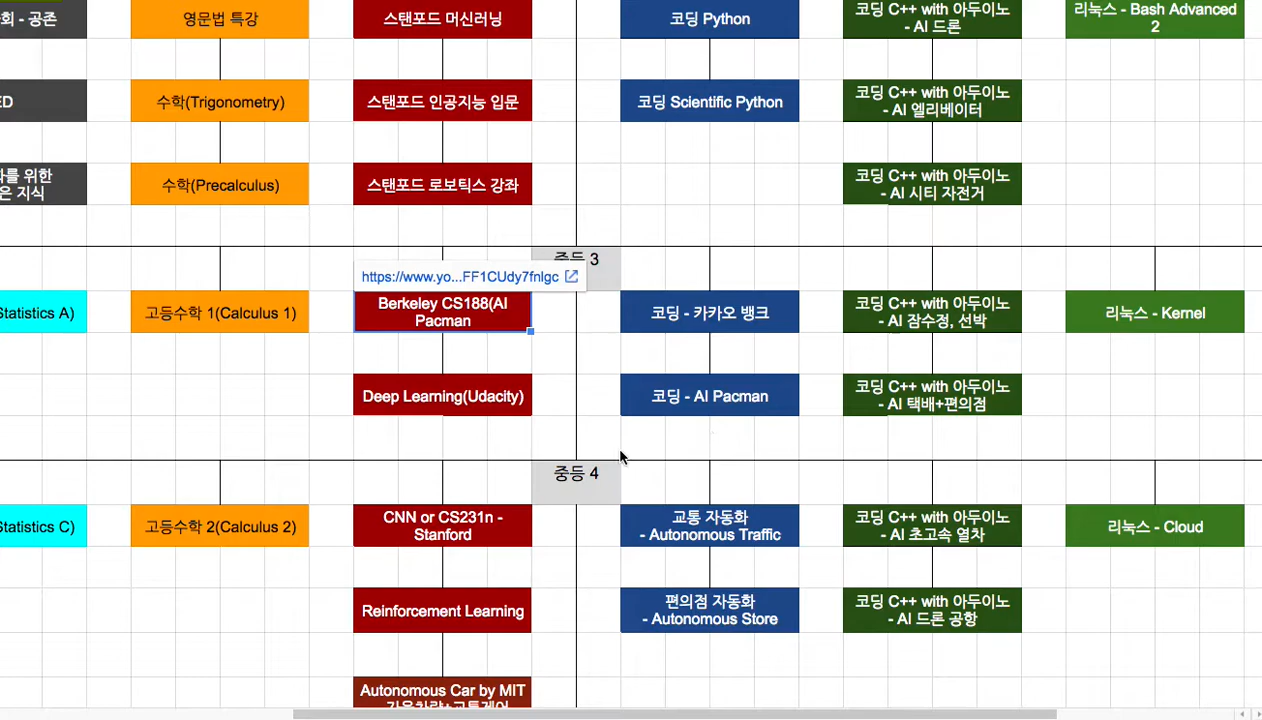 회 - 공존
영문법 특강
스탠포드 머신러닝
코딩 Python
코딩 C++ with 아두이노
- AI 드론
리눅스 - Bash Advanced
2
ED
수학(Trigonometry)
스탠포드 인공지능 입문
코딩 Scientific Python
코딩 C++ with 아두이노
- AI 엘리베이터
화를 위한
은 지식
수학(Precalculus)
스탠포드 로보틱스 강좌
코딩 C++ with 아두이노
- AI 시티 자전거
중등 3
https://www.yo...FF1CUdy7fnlgc
Statistics A)
고등수학 1(Calculus 1)
Berkeley CS188(AI
Pacman
코딩 - 카카오 뱅크
코딩 C++ with 아두이노
- AI 잠수정, 선박
리눅스 - Kernel
Deep Learning(Udacity)
코딩 - AI Pacman
코딩 C++ with 아두이노
- AI 택배+편의점
중등 4
Statistics C)
고등수학 2(Calculus 2)
CNN or CS231n -
Stanford
교통 자동화
- Autonomous Traffic
코딩 C++ with 아두이노
- AI 초고속 열차
리눅스 - Cloud
Reinforcement Learning
편의점 자동화
- Autonomous Store
코딩 C++ with 아두이노
- AI 드론 공항
Autonomous Car by MIT